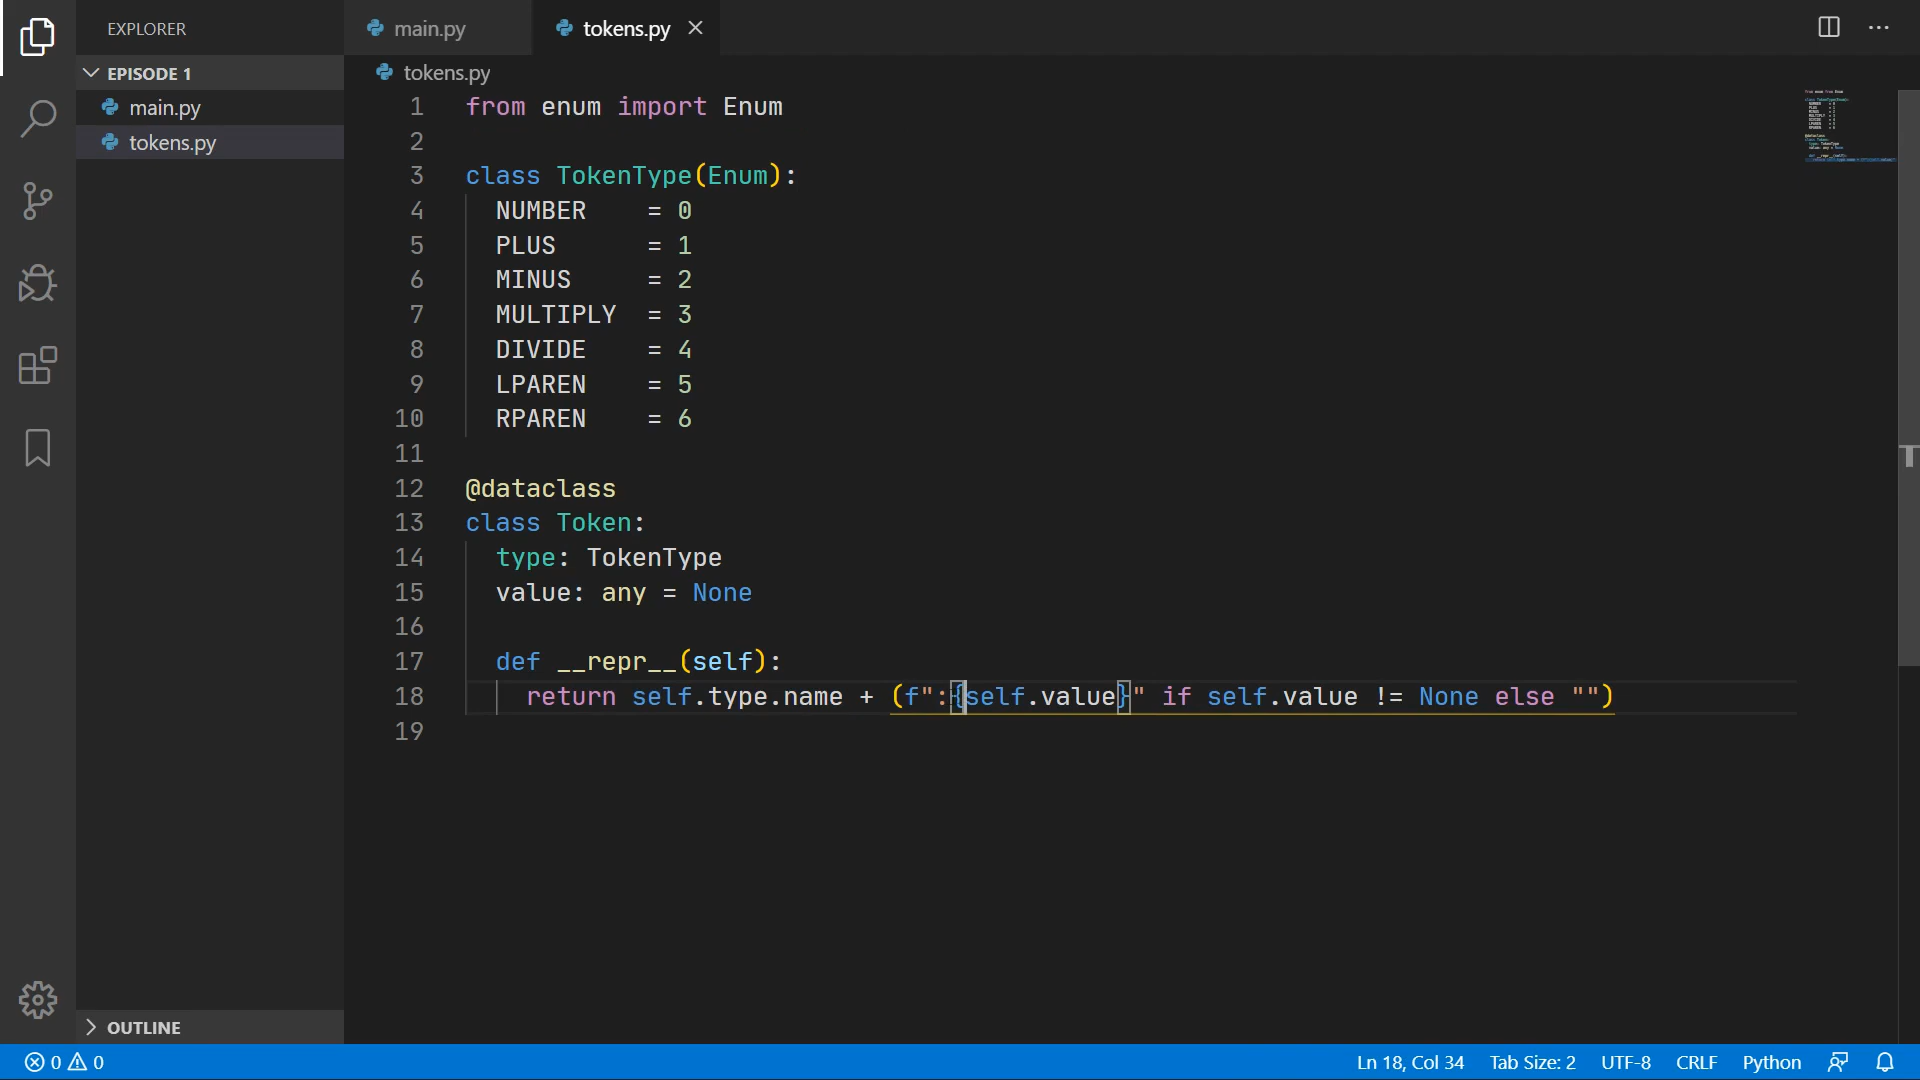 EXPLORER
EPISODE 1
main.py
tokens.py
OUTLINE
main.py
tokens.py
tokens.py
1 from enum import Enum
2
3 class TokenType(Enum):
4 NUMBER = 0
5 PLUS = 1
6 MINUS = 2
7 MULTIPLY = 3
8 DIVIDE = 4
9 LPAREN = 5
10 RPAREN = 6
11
12 @dataclass
13 class Token:
14 type: TokenType
15 value: any = None
16
17 def __repr__(self):
18 return self.type.name + (f":{self.value}" if self.value != None else "")
19
0 0
Ln 18, Col 34 Tab Size: 2 UTF-8 CRLF Python